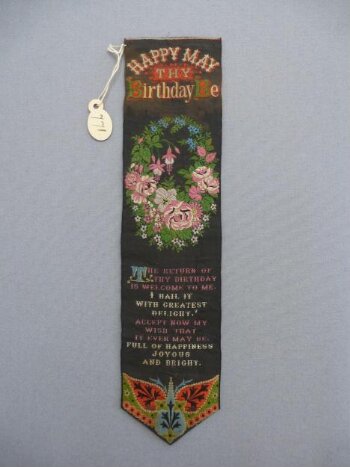 HAPPY MAY
THY
Birthday Be
THE RETURN OF
THY BIRTHDAY
IS WELCOME TO ME.
I HAIL IT
WITH GREATEST
DELIGHT.
ACCEPT NOW MY
WISH THAT
IT EVER MAY BE,
FULL OF HAPPINESS
JOYOUS
AND BRIGHT.